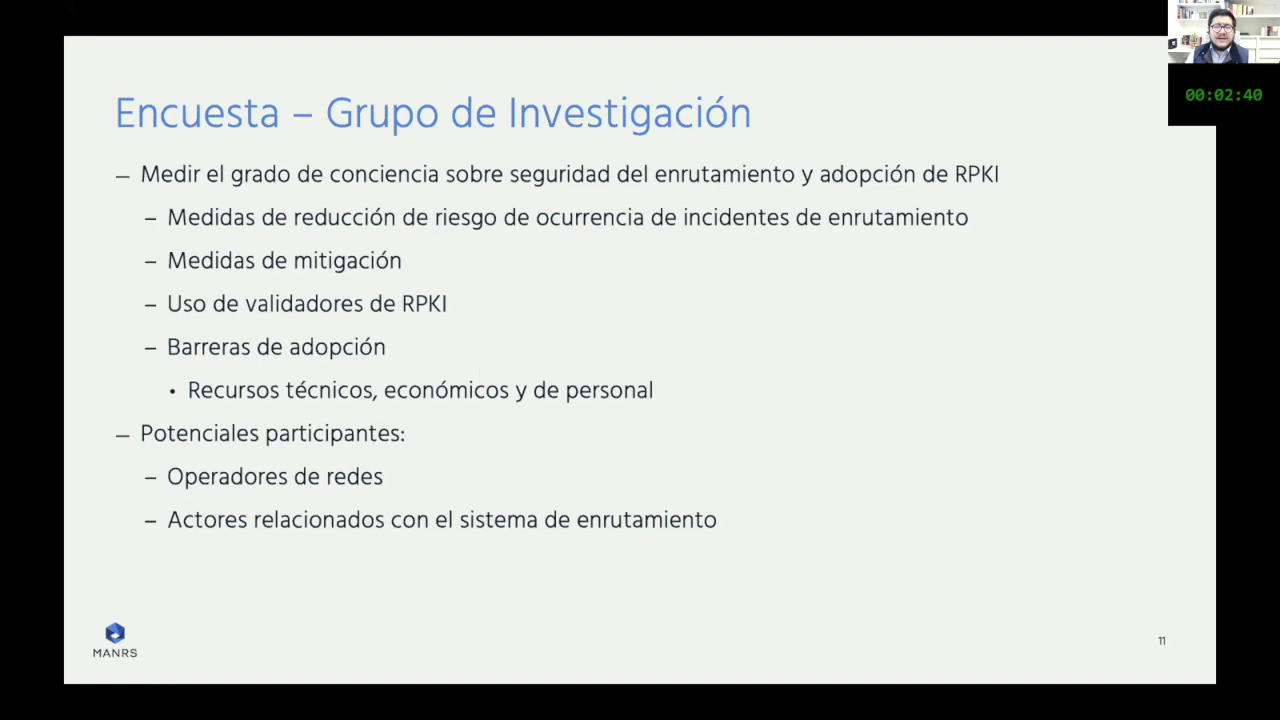 00:02:40
Encuesta – Grupo de Investigación
– Medir el grado de conciencia sobre seguridad del enrutamiento y adopción de RPKI
– Medidas de reducción de riesgo de ocurrencia de incidentes de enrutamiento
– Medidas de mitigación
– Uso de validadores de RPKI
– Barreras de adopción
• Recursos técnicos, económicos y de personal
– Potenciales participantes:
– Operadores de redes
– Actores relacionados con el sistema de enrutamiento
MANRS
11